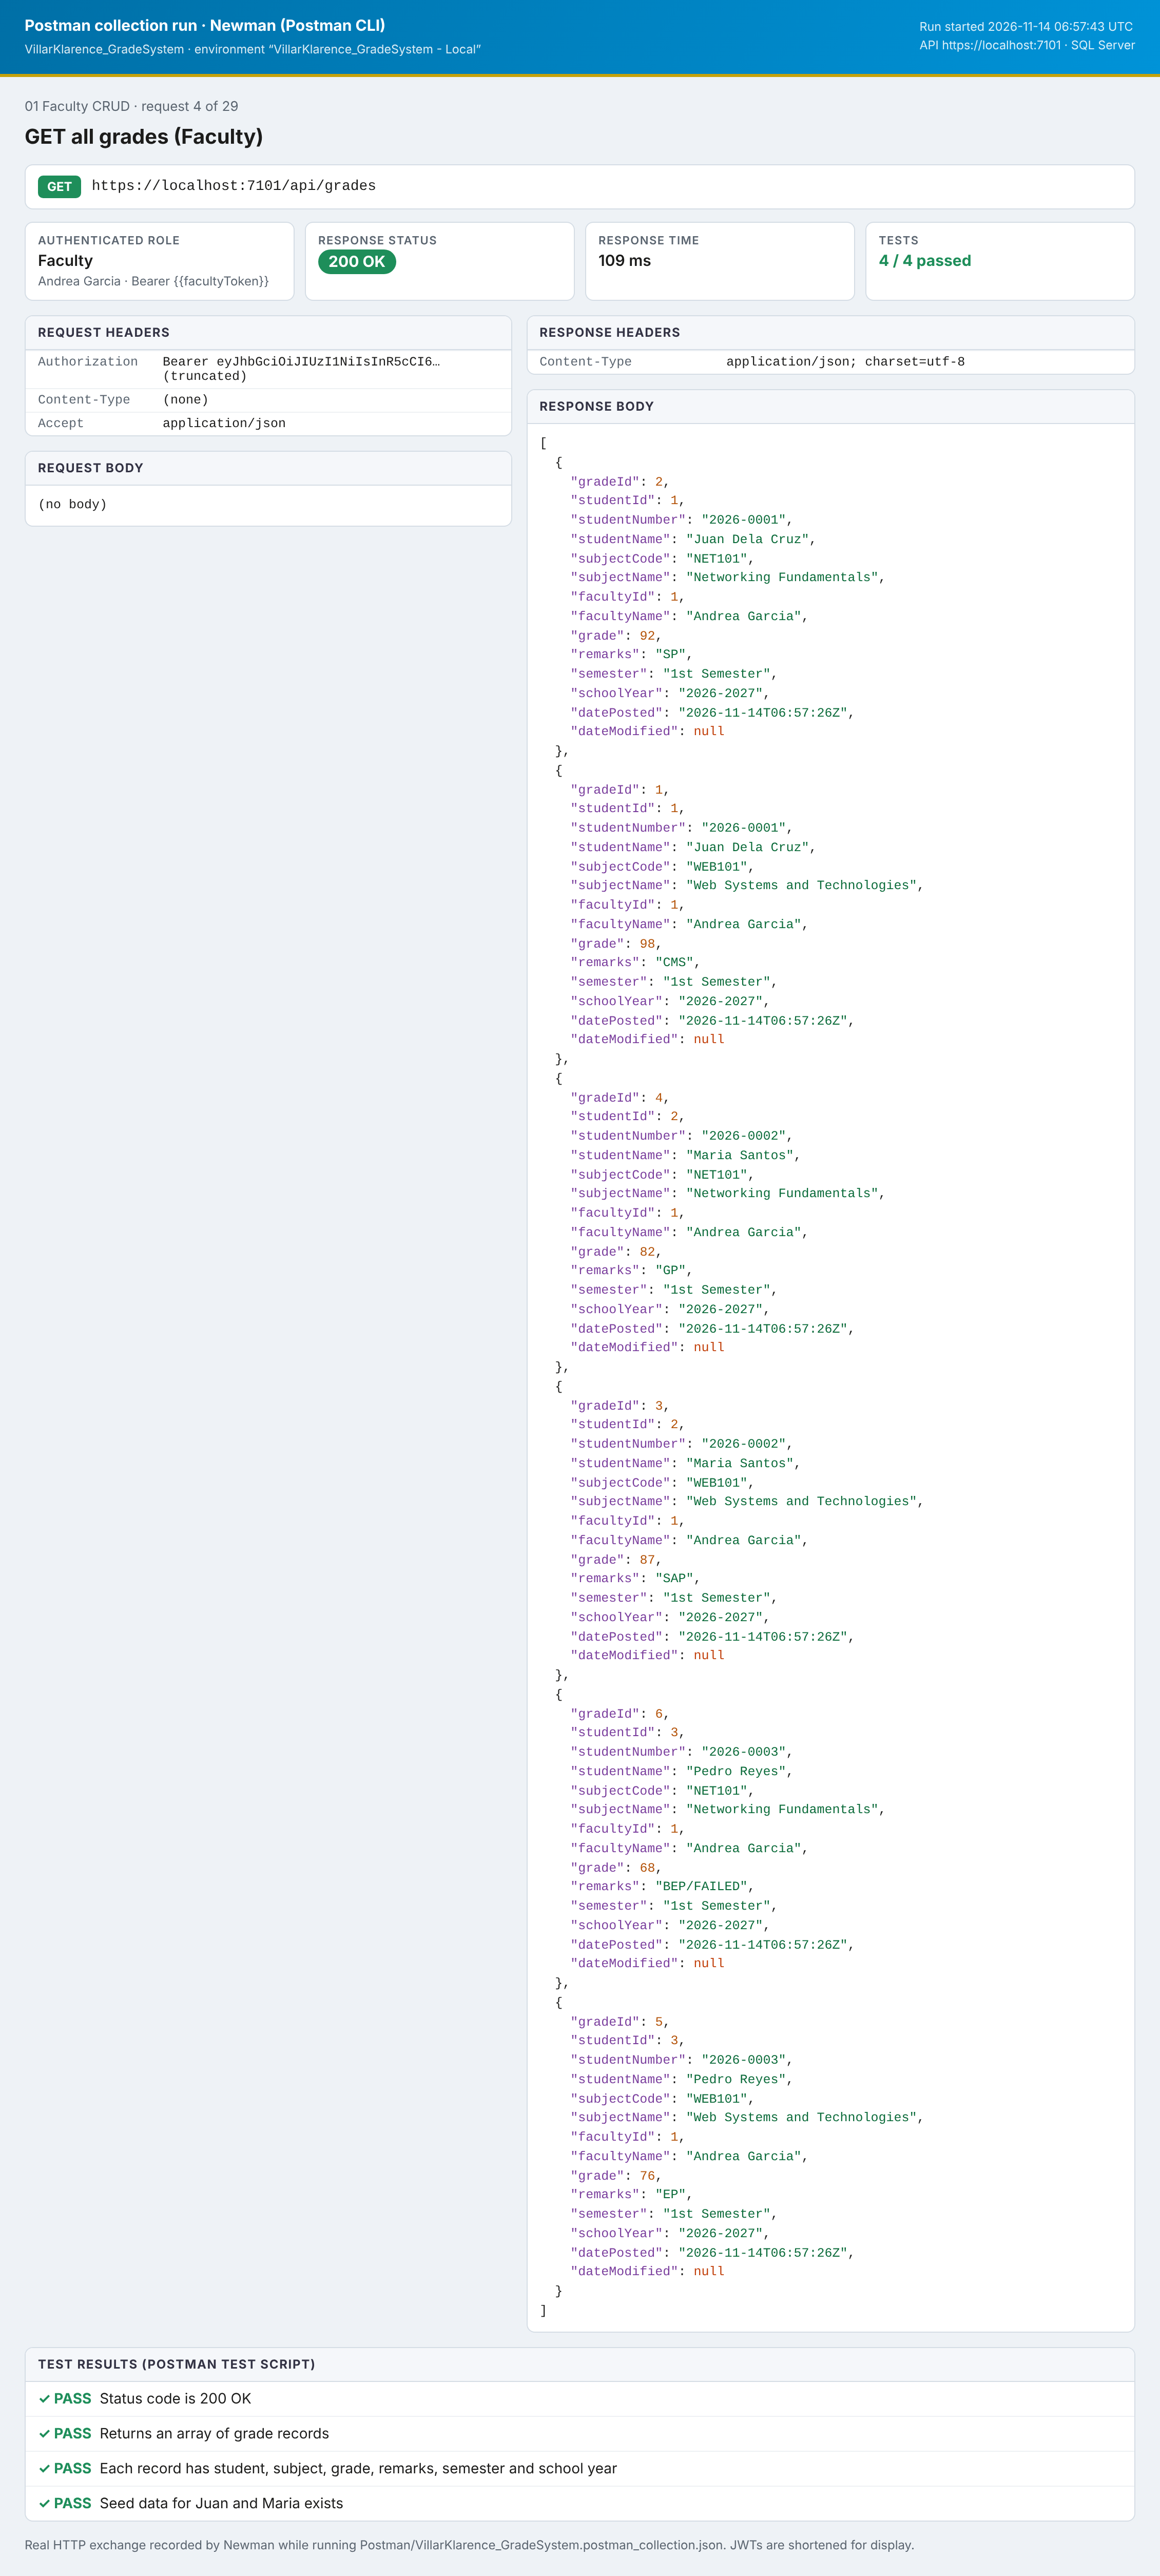 Postman collection run · Newman (Postman CLI)
VillarKlarence_GradeSystem · environment “VillarKlarence_GradeSystem - Local”
Run started 2026-11-14 06:57:43 UTC
API https://localhost:7101 · SQL Server
01 Faculty CRUD · request 4 of 29
GET all grades (Faculty)
GET https://localhost:7101/api/grades
AUTHENTICATED ROLE
Faculty
Andrea Garcia · Bearer {{facultyToken}}
RESPONSE STATUS
200 OK
RESPONSE TIME
109 ms
TESTS
4 / 4 passed
REQUEST HEADERS
Authorization Bearer eyJhbGciOiJIUzI1NiIsInR5cCI6…
(truncated)
Content-Type (none)
Accept application/json
REQUEST BODY
(no body)
RESPONSE HEADERS
Content-Type application/json; charset=utf-8
RESPONSE BODY
[
  {
    "gradeId": 2,
    "studentId": 1,
    "studentNumber": "2026-0001",
    "studentName": "Juan Dela Cruz",
    "subjectCode": "NET101",
    "subjectName": "Networking Fundamentals",
    "facultyId": 1,
    "facultyName": "Andrea Garcia",
    "grade": 92,
    "remarks": "SP",
    "semester": "1st Semester",
    "schoolYear": "2026-2027",
    "datePosted": "2026-11-14T06:57:26Z",
    "dateModified": null
  },
  {
    "gradeId": 1,
    "studentId": 1,
    "studentNumber": "2026-0001",
    "studentName": "Juan Dela Cruz",
    "subjectCode": "WEB101",
    "subjectName": "Web Systems and Technologies",
    "facultyId": 1,
    "facultyName": "Andrea Garcia",
    "grade": 98,
    "remarks": "CMS",
    "semester": "1st Semester",
    "schoolYear": "2026-2027",
    "datePosted": "2026-11-14T06:57:26Z",
    "dateModified": null
  },
  {
    "gradeId": 4,
    "studentId": 2,
    "studentNumber": "2026-0002",
    "studentName": "Maria Santos",
    "subjectCode": "NET101",
    "subjectName": "Networking Fundamentals",
    "facultyId": 1,
    "facultyName": "Andrea Garcia",
    "grade": 82,
    "remarks": "GP",
    "semester": "1st Semester",
    "schoolYear": "2026-2027",
    "datePosted": "2026-11-14T06:57:26Z",
    "dateModified": null
  },
  {
    "gradeId": 3,
    "studentId": 2,
    "studentNumber": "2026-0002",
    "studentName": "Maria Santos",
    "subjectCode": "WEB101",
    "subjectName": "Web Systems and Technologies",
    "facultyId": 1,
    "facultyName": "Andrea Garcia",
    "grade": 87,
    "remarks": "SAP",
    "semester": "1st Semester",
    "schoolYear": "2026-2027",
    "datePosted": "2026-11-14T06:57:26Z",
    "dateModified": null
  },
  {
    "gradeId": 6,
    "studentId": 3,
    "studentNumber": "2026-0003",
    "studentName": "Pedro Reyes",
    "subjectCode": "NET101",
    "subjectName": "Networking Fundamentals",
    "facultyId": 1,
    "facultyName": "Andrea Garcia",
    "grade": 68,
    "remarks": "BEP/FAILED",
    "semester": "1st Semester",
    "schoolYear": "2026-2027",
    "datePosted": "2026-11-14T06:57:26Z",
    "dateModified": null
  },
  {
    "gradeId": 5,
    "studentId": 3,
    "studentNumber": "2026-0003",
    "studentName": "Pedro Reyes",
    "subjectCode": "WEB101",
    "subjectName": "Web Systems and Technologies",
    "facultyId": 1,
    "facultyName": "Andrea Garcia",
    "grade": 76,
    "remarks": "EP",
    "semester": "1st Semester",
    "schoolYear": "2026-2027",
    "datePosted": "2026-11-14T06:57:26Z",
    "dateModified": null
  }
]
TEST RESULTS (POSTMAN TEST SCRIPT)
✓ PASS Status code is 200 OK
✓ PASS Returns an array of grade records
✓ PASS Each record has student, subject, grade, remarks, semester and school year
✓ PASS Seed data for Juan and Maria exists
Real HTTP exchange recorded by Newman while running Postman/VillarKlarence_GradeSystem.postman_collection.json. JWTs are shortened for display.